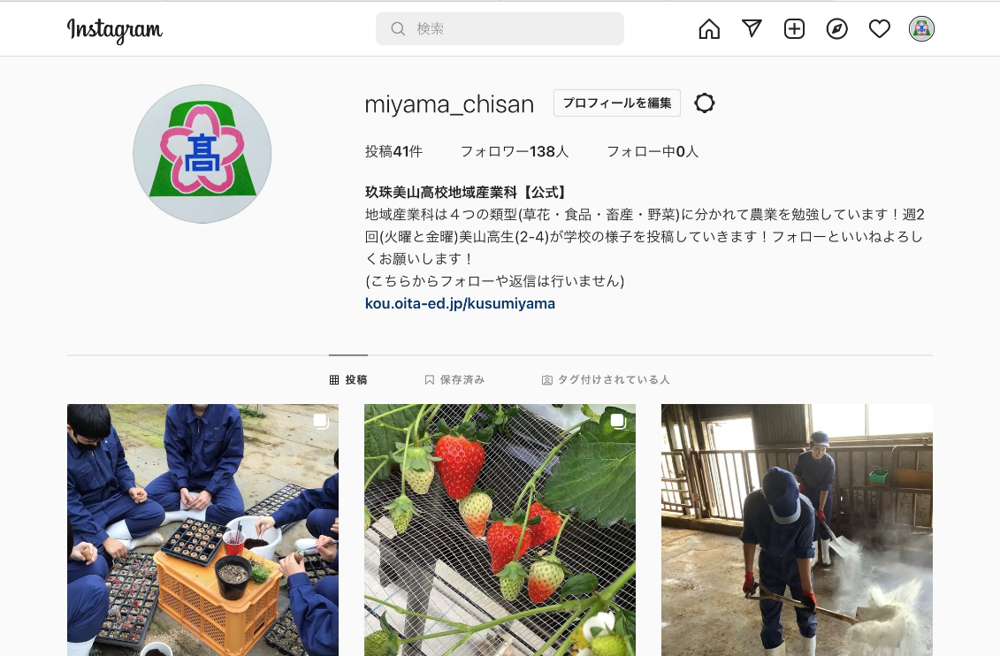 Instagram
検索
高
miyama_chisan
プロフィールを編集
投稿41件 フォロワー138人 フォロー中0人
玖珠美山高校地域産業科【公式】
地域産業科は４つの類型(草花・食品・畜産・野菜)に分かれて農業を勉強しています！週2
回(火曜と金曜)美山高生(2-4)が学校の様子を投稿していきます！フォローといいねよろし
くお願いします！
(こちらからフォローや返信は行いません)
kou.oita-ed.jp/kusumiyama
投稿 保存済み タグ付けされている人